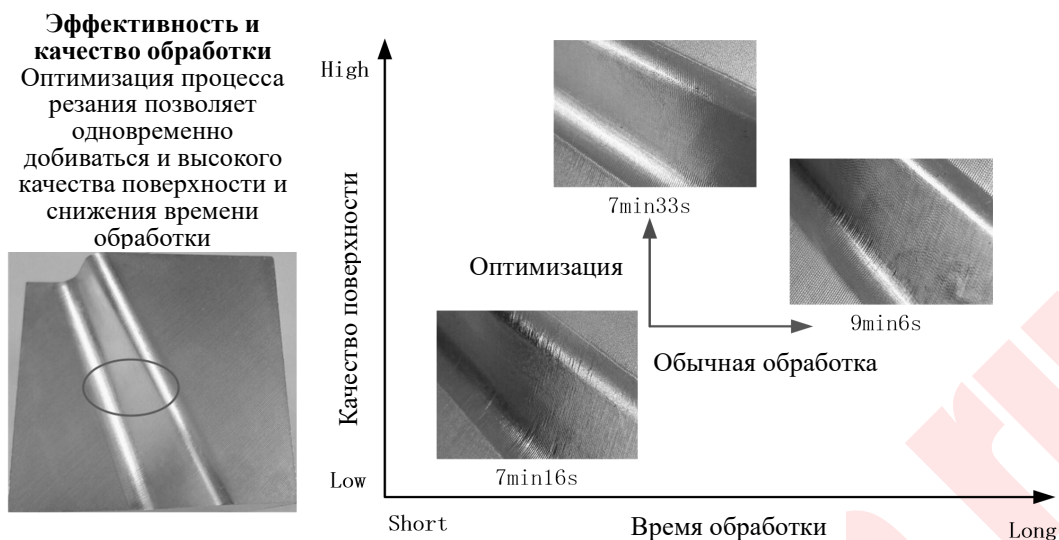 Эффективность и
качество обработки
Оптимизация процесса
резания позволяет
одновременно
добиваться и высокого
качества поверхности и
снижения времени
обработки
High
Качество поверхности
Low
7min33s
Оптимизация
9min6s
Обычная обработка
7min16s
Short
Время обработки
Long